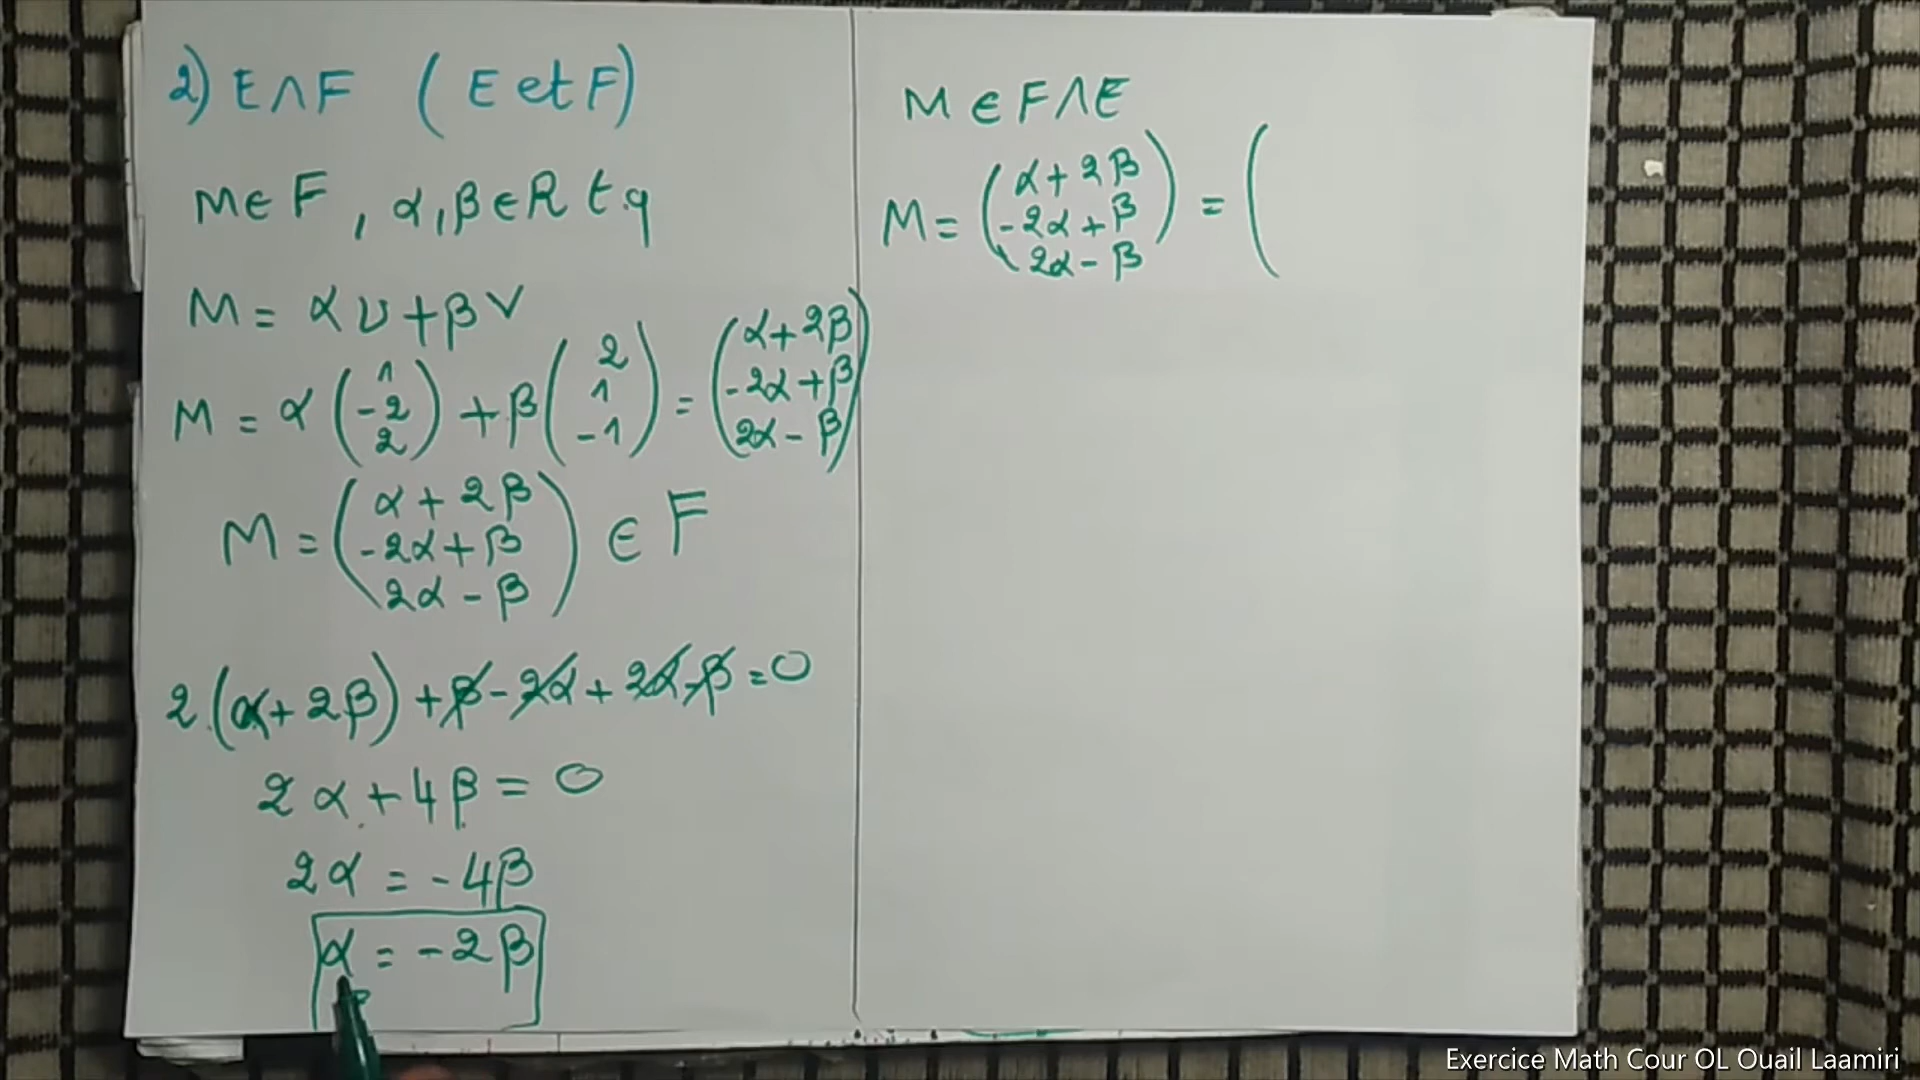 2) E∩F ( E et F)
M∈F , α,β∈R t.q
M = αU+βV
M = α (1 -2 2) + β (2 1 -1) = (α+2β -2α+β 2α-β)
M = (α+2β -2α+β 2α-β) ∈ F
2.(α+2β)+β-2α+2α-β=0
2α+4β=0
2α = -4β
α = -2β
M∈F∩E
M = (α+2β -2α+β 2α-β) = (
Exercice Math Cour OL Ouail Laamiri